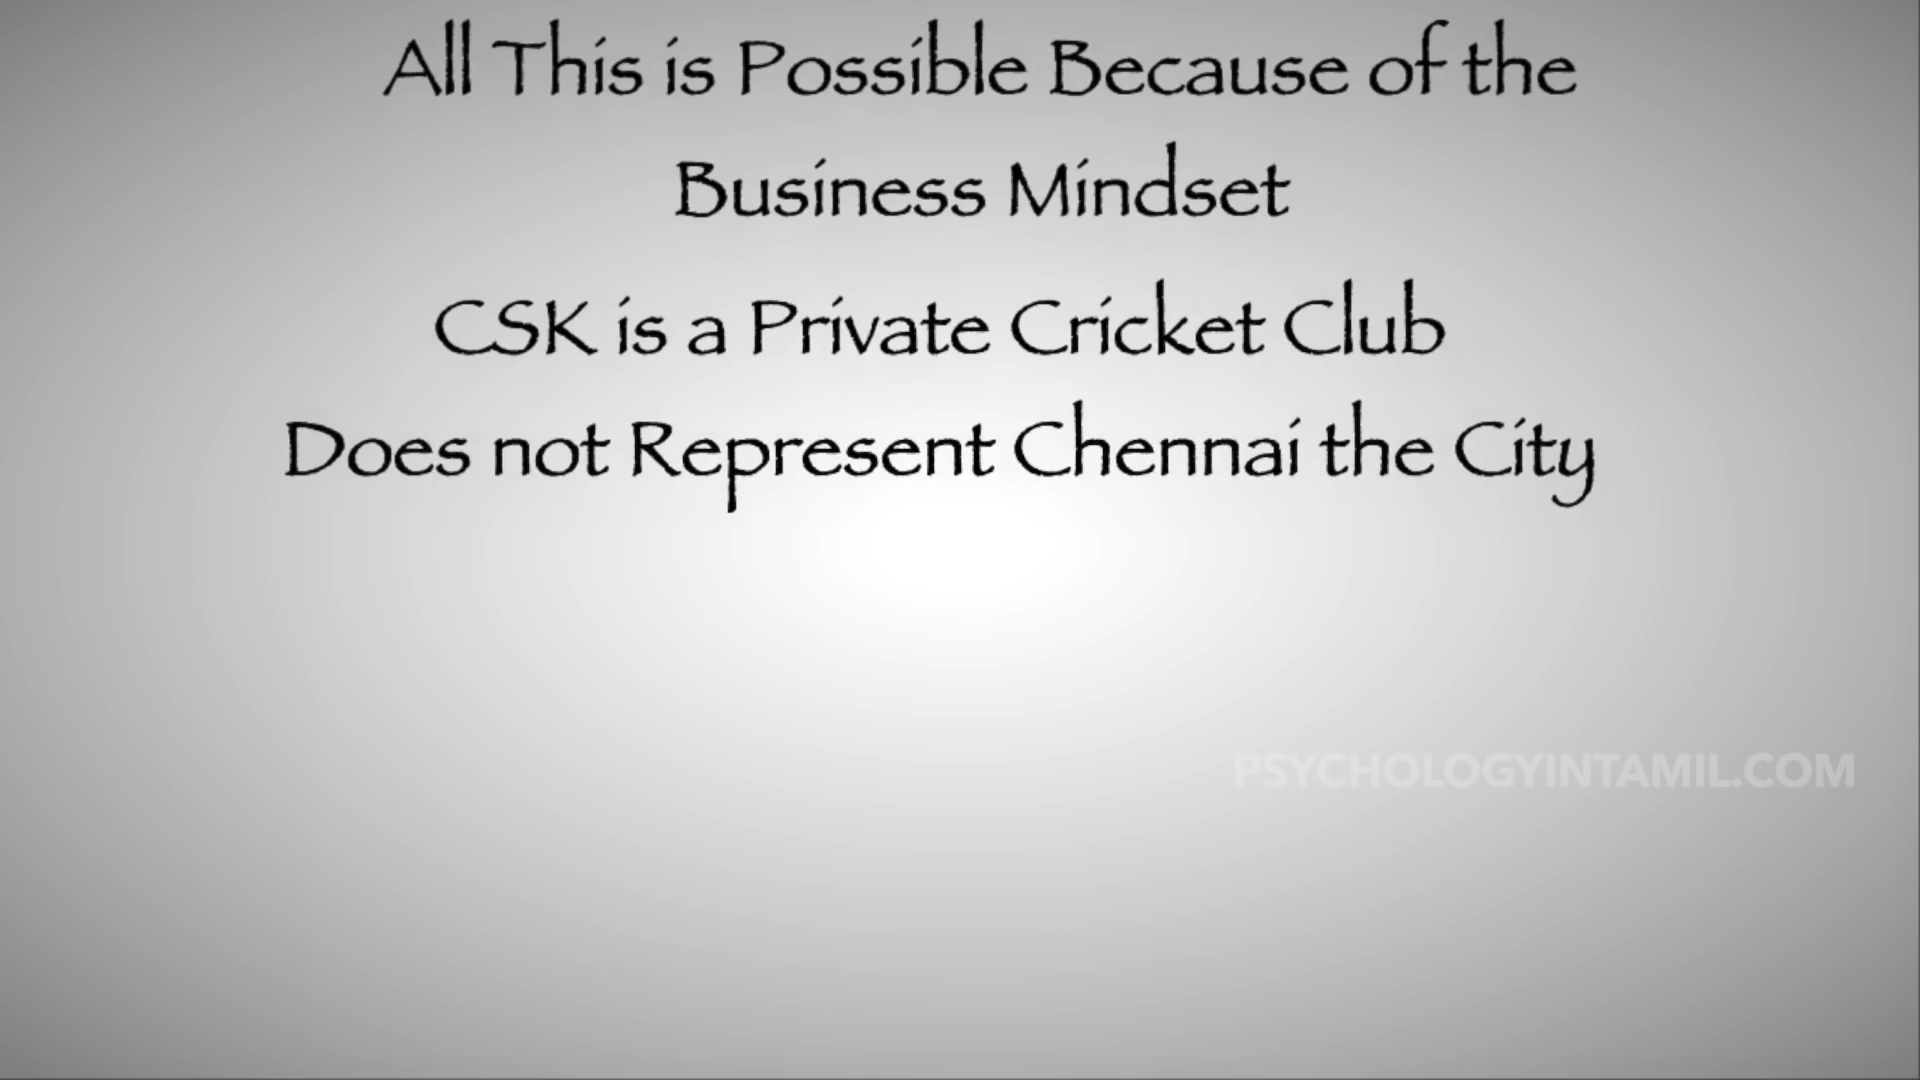 All This is Possible Because of the
Business Mindset
CSK is a Private Cricket Club
Does not Represent Chennai the City
PSYCHOLOGYINTAMIL.COM